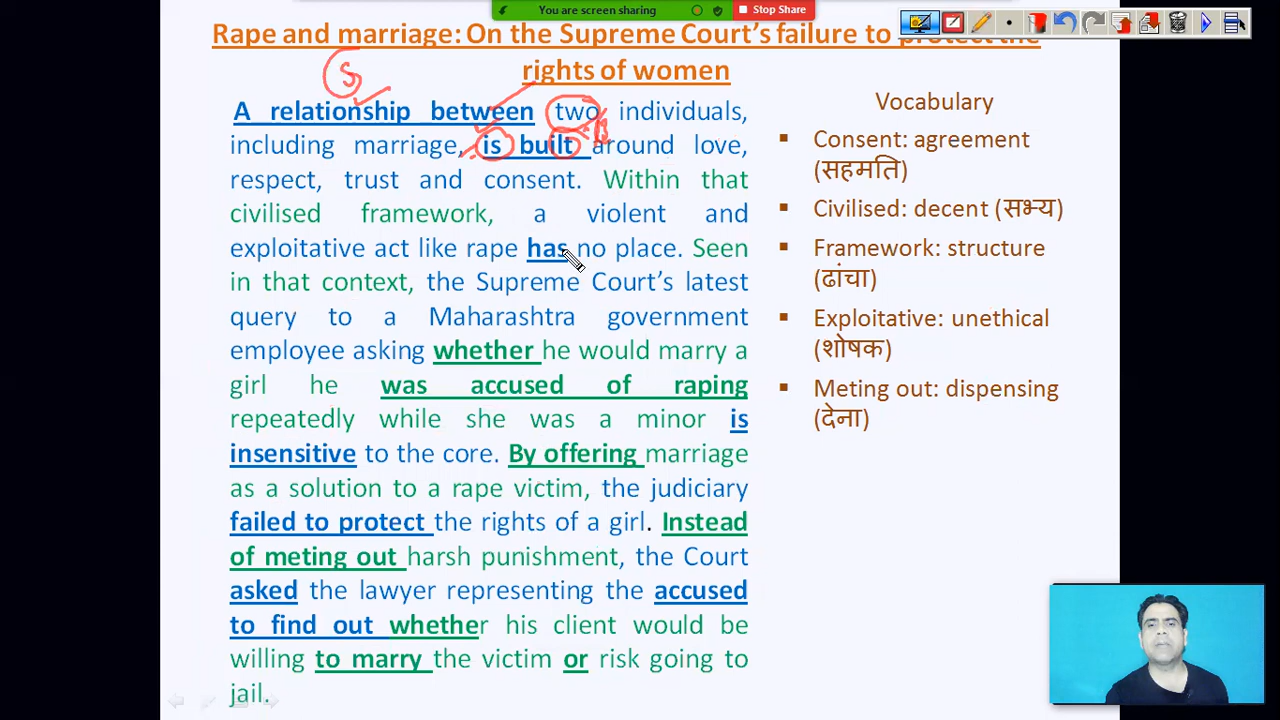 You are screen sharing
Stop Share
Rape and marriage: On the Supreme Court's failure to protect the
rights of women
S
A relationship between two individuals,
including marriage, is built around love,
respect, trust and consent. Within that
civilised framework, a violent and
exploitative act like rape has no place. Seen
in that context, the Supreme Court's latest
query to a Maharashtra government
employee asking whether he would marry a
girl he was accused of raping
repeatedly while she was a minor is
insensitive to the core. By offering marriage
as a solution to a rape victim, the judiciary
failed to protect the rights of a girl. Instead
of meting out harsh punishment, the Court
asked the lawyer representing the accused
to find out whether his client would be
willing to marry the victim or risk going to
jail.
Vocabulary
▪ Consent: agreement
(सहमति)
▪ Civilised: decent (सभ्य)
▪ Framework: structure
(ढांचा)
▪ Exploitative: unethical
(शोषक)
▪ Meting out: dispensing
(देना)